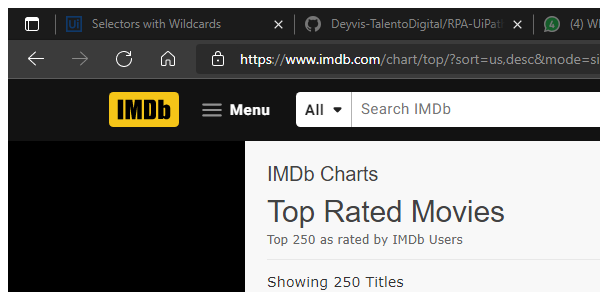 Ui Selectors with Wildcards
Deyvis-TalentoDigital/RPA-UiPat
4 (4) W
https://www.imdb.com/chart/top/?sort=us,desc&mode=si
IMDb Menu All Search IMDb
IMDb Charts
Top Rated Movies
Top 250 as rated by IMDb Users
Showing 250 Titles